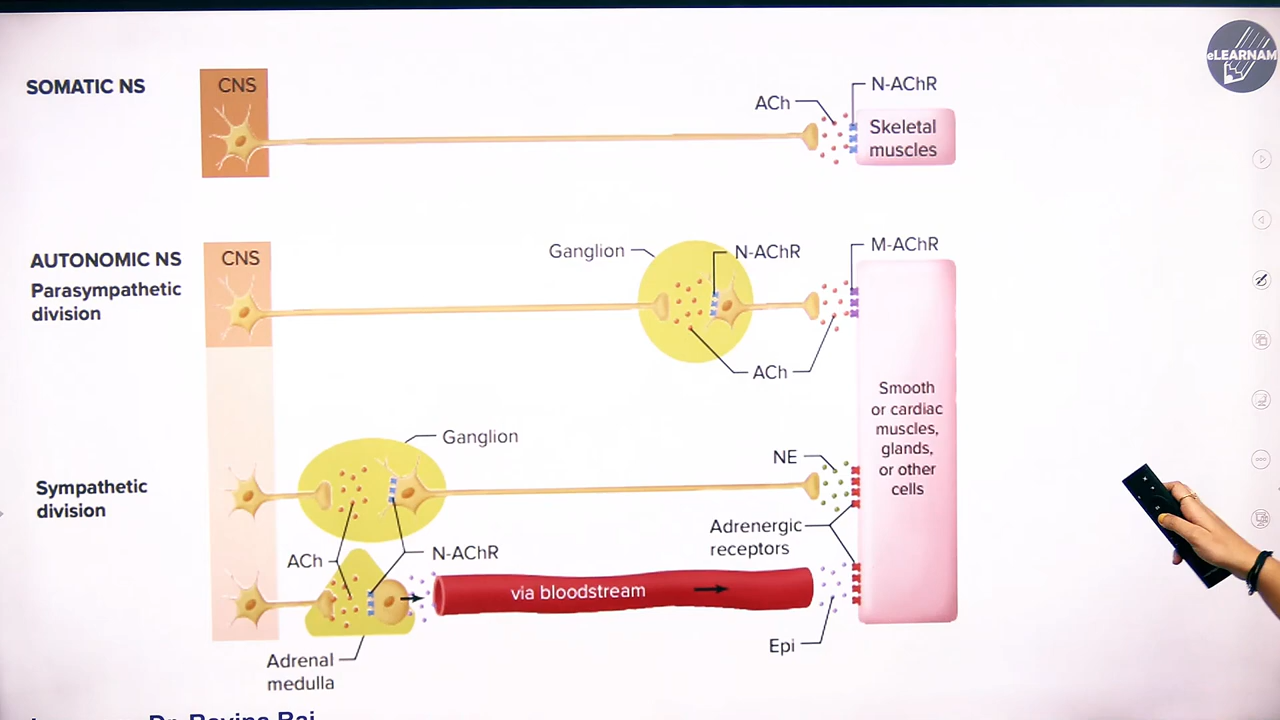 eLEARNAM
SOMATIC NS
CNS
ACh
N-AChR
Skeletal
muscles
AUTONOMIC NS
Parasympathetic
division
CNS
Ganglion
N-AChR
M-AChR
ACh
Smooth
or cardiac
muscles,
glands,
or other
cells
Ganglion
Sympathetic
division
NE
Adrenergic
receptors
ACh
N-AChR
via bloodstream
Epi
Adrenal
medulla